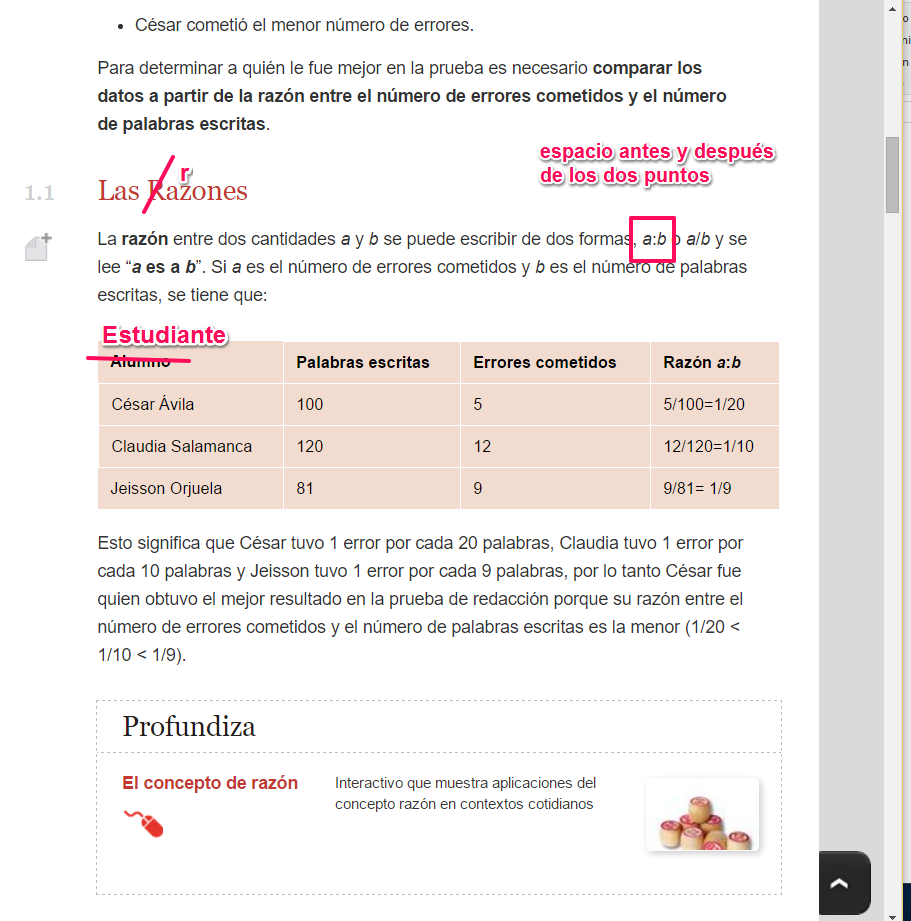 • César cometió el menor número de errores.
Para determinar a quién le fue mejor en la prueba es necesario comparar los
datos a partir de la razón entre el número de errores cometidos y el número
de palabras escritas.
espacio antes y después
de los dos puntos
r
1.1 Las Razones
La razón entre dos cantidades a y b se puede escribir de dos formas, a:b o a/b y se
lee “a es a b”. Si a es el número de errores cometidos y b es el número de palabras
escritas, se tiene que:
Estudiante
Alumno Palabras escritas Errores cometidos Razón a:b
César Ávila 100 5 5/100=1/20
Claudia Salamanca 120 12 12/120=1/10
Jeisson Orjuela 81 9 9/81= 1/9
Esto significa que César tuvo 1 error por cada 20 palabras, Claudia tuvo 1 error por
cada 10 palabras y Jeisson tuvo 1 error por cada 9 palabras, por lo tanto César fue
quien obtuvo el mejor resultado en la prueba de redacción porque su razón entre el
número de errores cometidos y el número de palabras escritas es la menor (1/20 <
1/10 < 1/9).
Profundiza
El concepto de razón
Interactivo que muestra aplicaciones del
concepto razón en contextos cotidianos